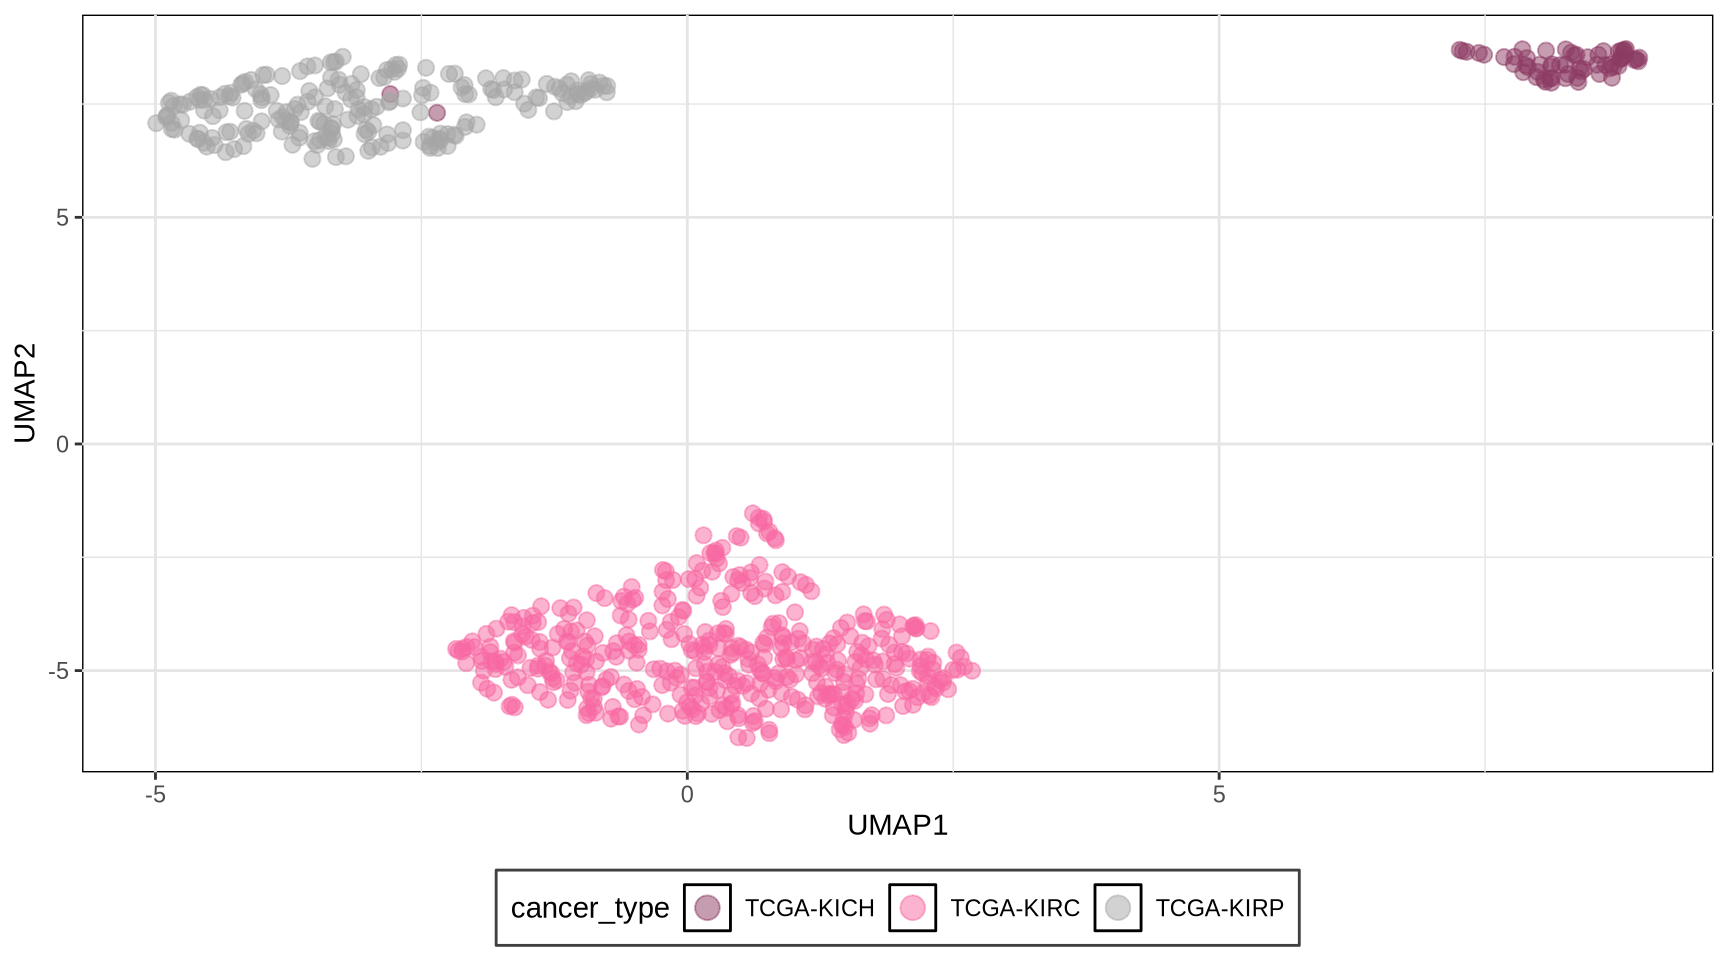 UMAP2
5
0
-5
-5 0 5
UMAP1
cancer_type TCGA-KICH TCGA-KIRC TCGA-KIRP